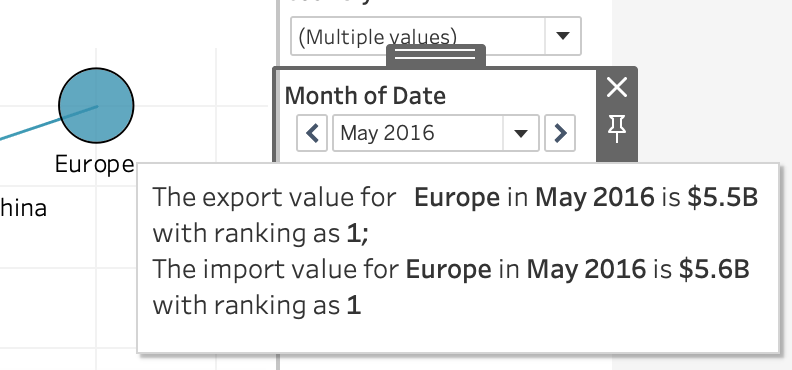 (Multiple values)
Month of Date
May 2016
Europe
hina
The export value for Europe in May 2016 is $5.5B
with ranking as 1;
The import value for Europe in May 2016 is $5.6B
with ranking as 1